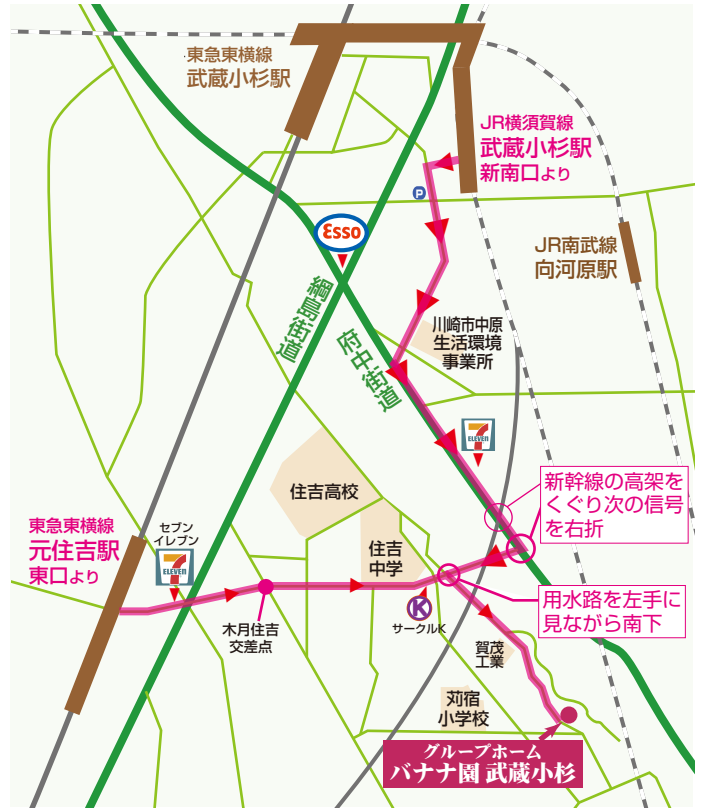 東急東横線
武蔵小杉駅
JR横須賀線
武蔵小杉駅
新南口より
P
Esso
JR南武線
向河原駅
綱島街道
府中街道
川崎市中原
生活環境
事業所
7
ELEVEN
新幹線の高架を
くぐり次の信号
を右折
住吉高校
東急東横線
元住吉駅
東口より
セブン
イレブン
7
ELEVEN
住吉
中学
木月住吉
交差点
K
サークルK
用水路を左手に
見ながら南下
賀茂
工業
苅宿
小学校
グループホーム
バナナ園 武蔵小杉